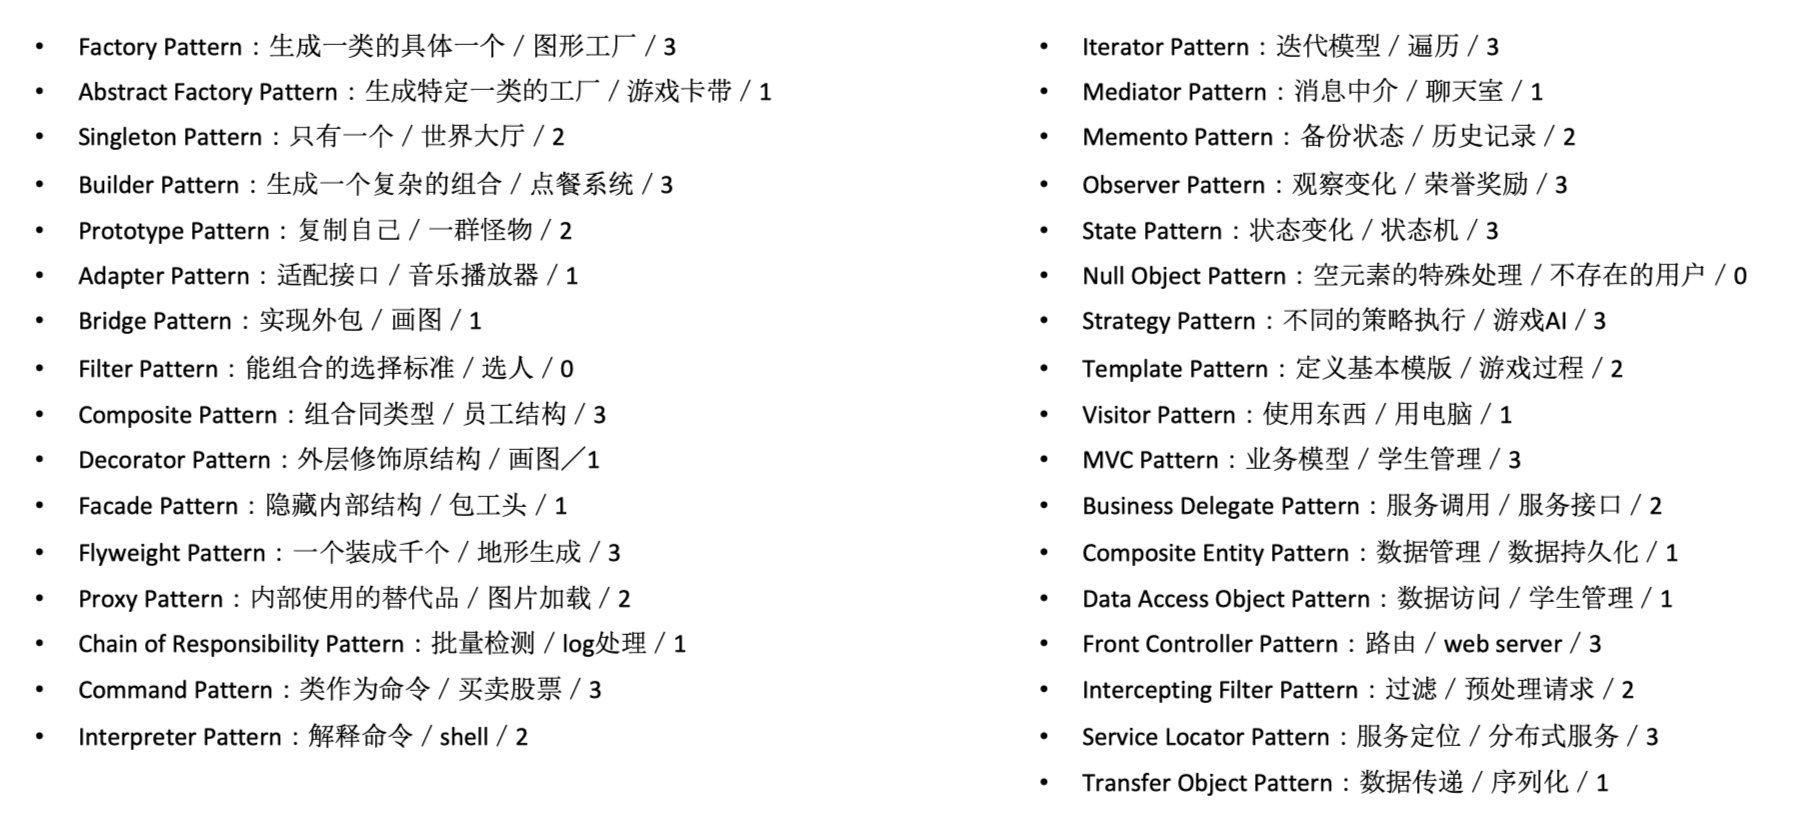 • Factory Pattern：生成一类的具体一个 / 图形工厂 / 3
• Abstract Factory Pattern：生成特定一类的工厂 / 游戏卡带 / 1
• Singleton Pattern：只有一个 / 世界大厅 / 2
• Builder Pattern：生成一个复杂的组合 / 点餐系统 / 3
• Prototype Pattern：复制自己 / 一群怪物 / 2
• Adapter Pattern：适配接口 / 音乐播放器 / 1
• Bridge Pattern：实现外包 / 画图 / 1
• Filter Pattern：能组合的选择标准 / 选人 / 0
• Composite Pattern：组合同类型 / 员工结构 / 3
• Decorator Pattern：外层修饰原结构 / 画图／1
• Facade Pattern：隐藏内部结构 / 包工头 / 1
• Flyweight Pattern：一个装成千个 / 地形生成 / 3
• Proxy Pattern：内部使用的替代品 / 图片加载 / 2
• Chain of Responsibility Pattern：批量检测 / log处理 / 1
• Command Pattern：类作为命令 / 买卖股票 / 3
• Interpreter Pattern：解释命令 / shell / 2
• Iterator Pattern：迭代模型 / 遍历 / 3
• Mediator Pattern：消息中介 / 聊天室 / 1
• Memento Pattern：备份状态 / 历史记录 / 2
• Observer Pattern：观察变化 / 荣誉奖励 / 3
• State Pattern：状态变化 / 状态机 / 3
• Null Object Pattern：空元素的特殊处理 / 不存在的用户 / 0
• Strategy Pattern：不同的策略执行 / 游戏AI / 3
• Template Pattern：定义基本模版 / 游戏过程 / 2
• Visitor Pattern：使用东西 / 用电脑 / 1
• MVC Pattern：业务模型 / 学生管理 / 3
• Business Delegate Pattern：服务调用 / 服务接口 / 2
• Composite Entity Pattern：数据管理 / 数据持久化 / 1
• Data Access Object Pattern：数据访问 / 学生管理 / 1
• Front Controller Pattern：路由 / web server / 3
• Intercepting Filter Pattern：过滤 / 预处理请求 / 2
• Service Locator Pattern：服务定位 / 分布式服务 / 3
• Transfer Object Pattern：数据传递 / 序列化 / 1